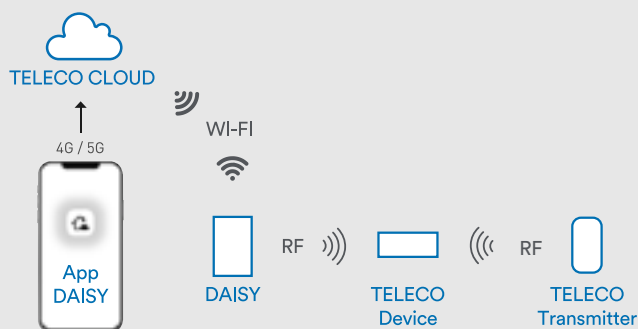 TELECO CLOUD
WI-FI
4G / 5G
App
DAISY
DAISY
RF
TELECO
Device
RF
TELECO
Transmitter